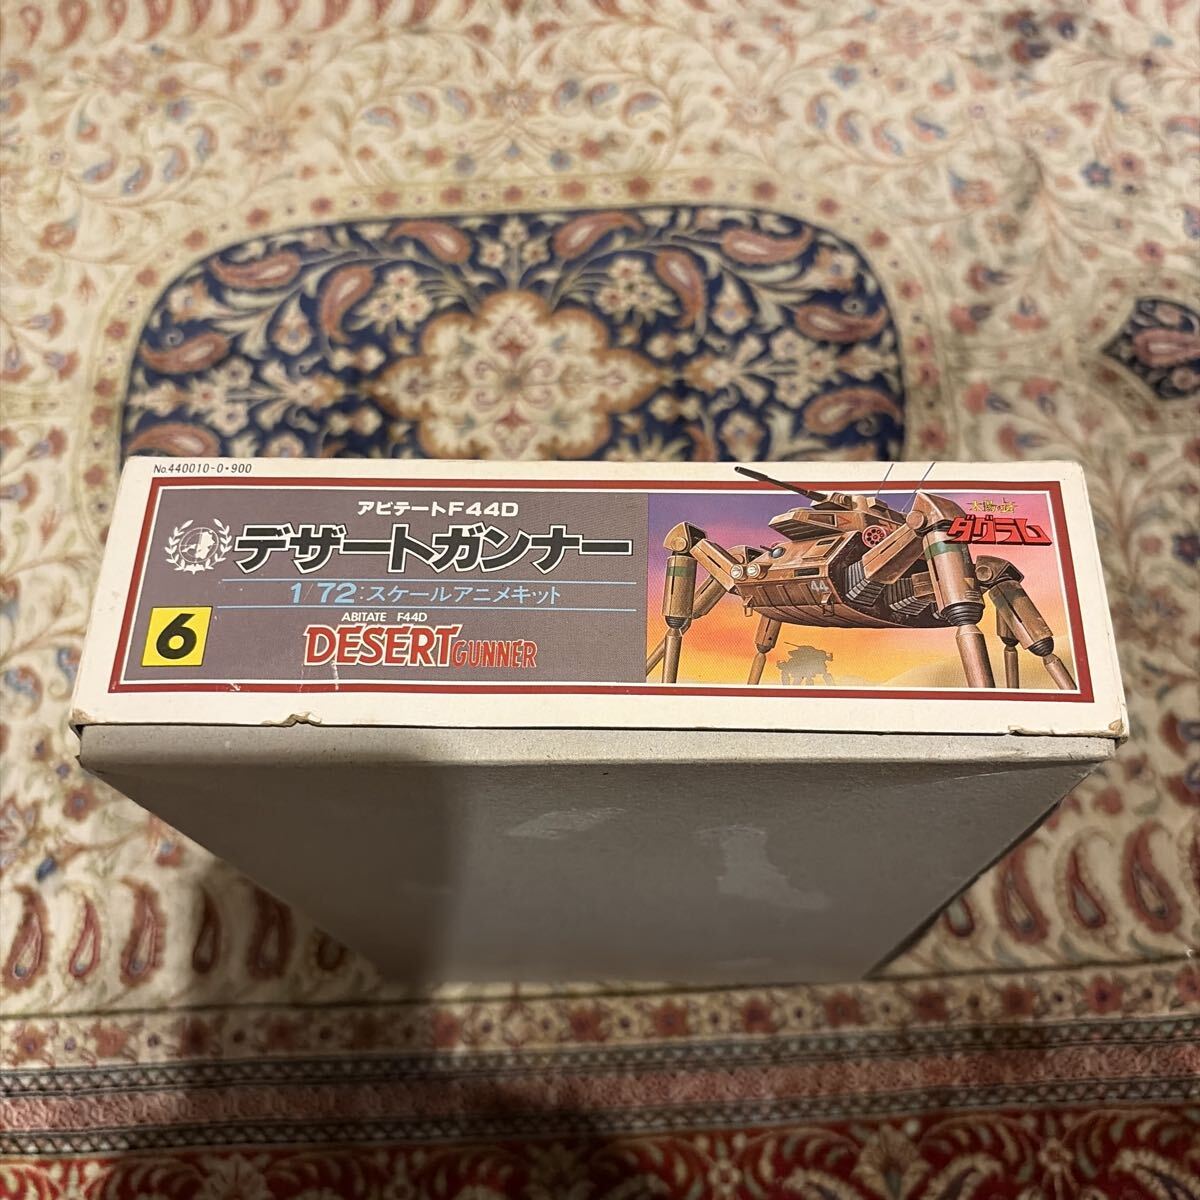 No.440010-0・900
アビテートF44D
デザートガンナー
1/72:スケールアニメキット
6
ABITATE F44D
DESERT GUNNER
太陽の牙
ダグラム
44